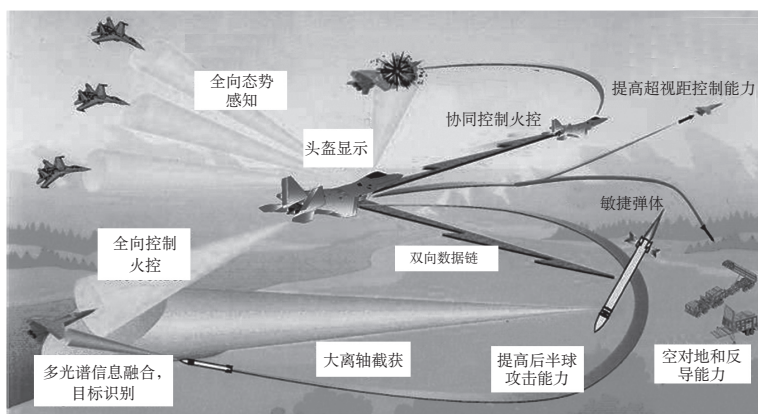 全向态势
感知
提高超视距控制能力
协同控制火控
头盔显示
敏捷弹体
全向控制
火控
双向数据链
多光谱信息融合，
目标识别
大离轴截获
提高后半球
攻击能力
空对地和反
导能力